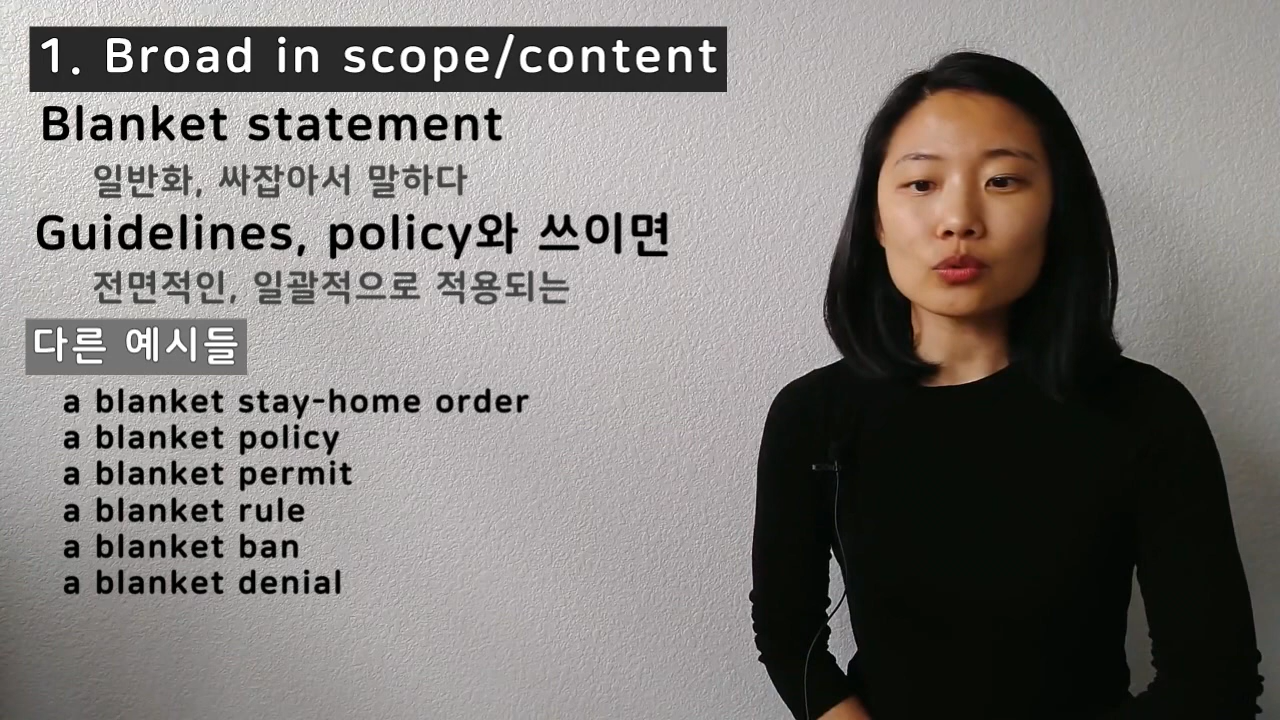 1. Broad in scope/content
Blanket statement
일반화, 싸잡아서 말하다
Guidelines, policy와 쓰이면
전면적인, 일괄적으로 적용되는
다른 예시들
a blanket stay-home order
a blanket policy
a blanket permit
a blanket rule
a blanket ban
a blanket denial